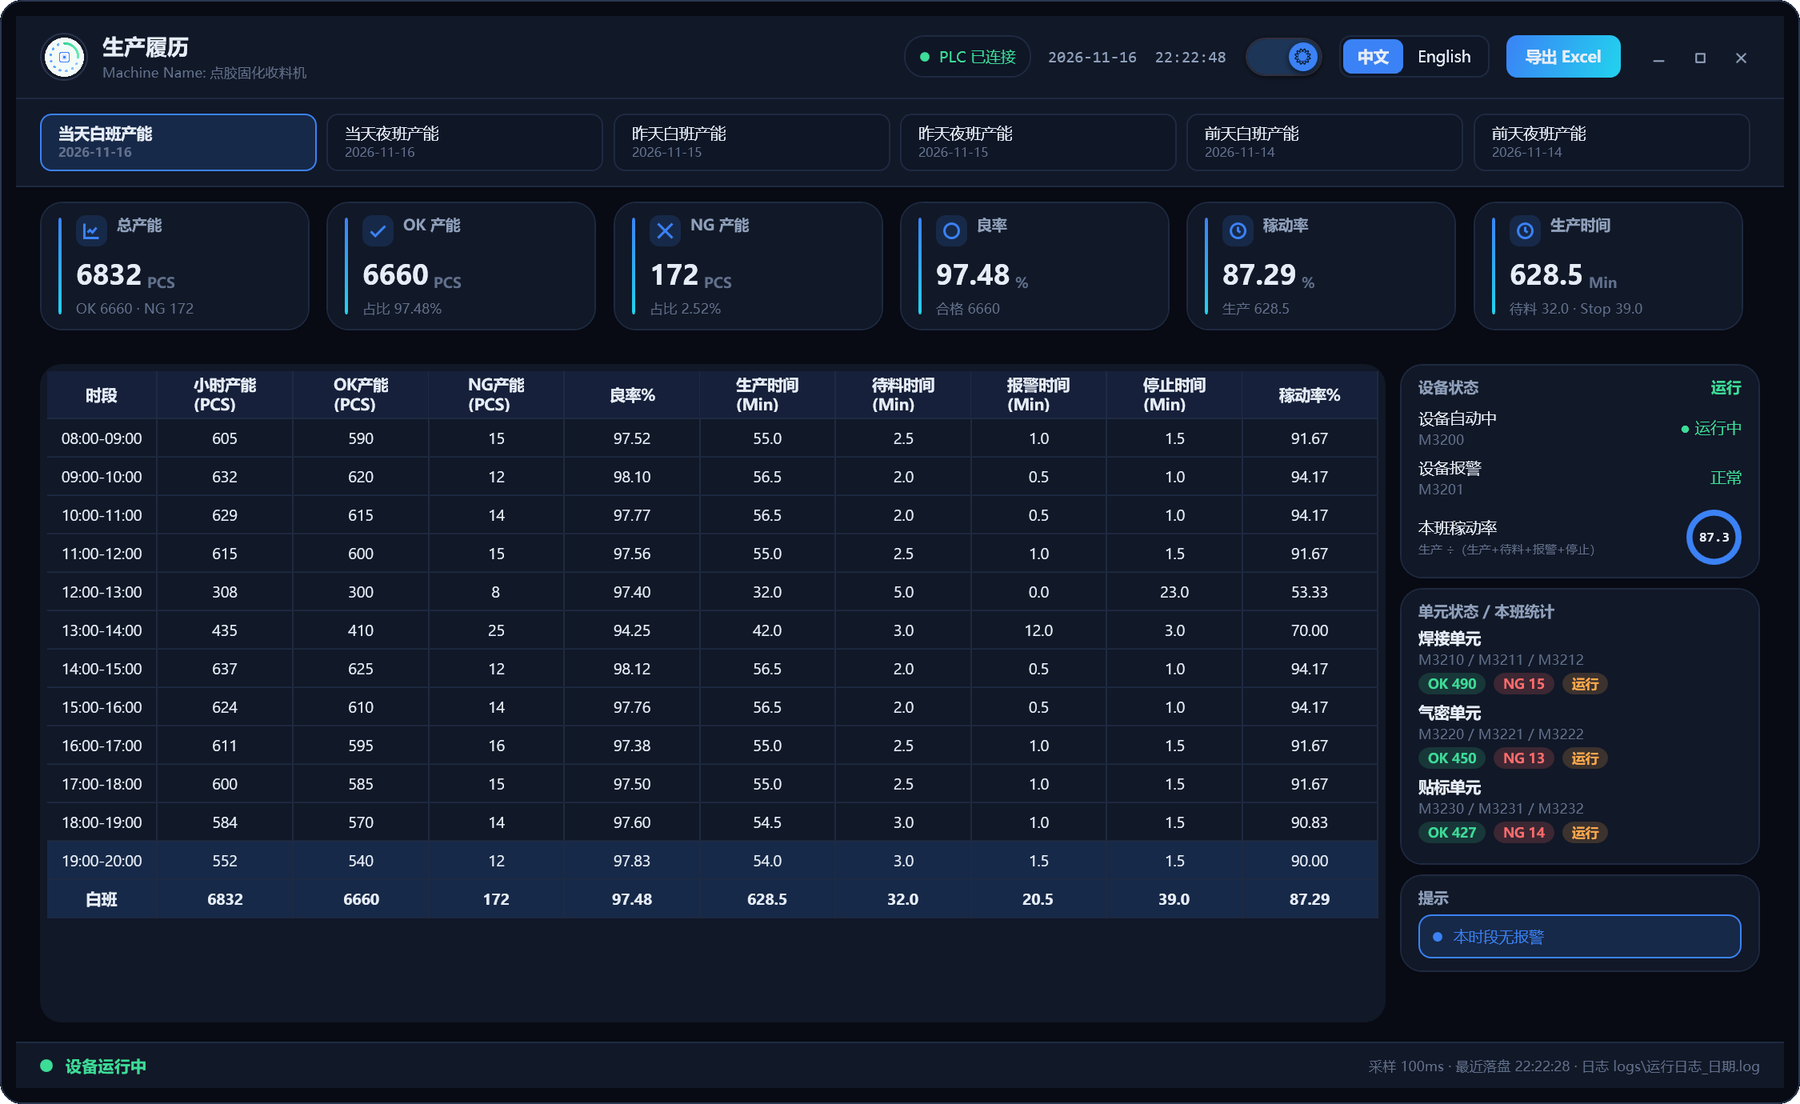 生产履历
Machine Name: 点胶固化收料机
PLC 已连接
2026-11-16 22:22:48
中文
English
导出 Excel
当天白班产能
2026-11-16
当天夜班产能
2026-11-16
昨天白班产能
2026-11-15
昨天夜班产能
2026-11-15
前天白班产能
2026-11-14
前天夜班产能
2026-11-14
总产能
6832 PCS
OK 6660 · NG 172
OK 产能
6660 PCS
占比 97.48%
NG 产能
172 PCS
占比 2.52%
良率
97.48 %
合格 6660
稼动率
87.29 %
生产 628.5
生产时间
628.5 Min
待料 32.0 · Stop 39.0
时段 小时产能(PCS) OK产能(PCS) NG产能(PCS) 良率% 生产时间(Min) 待料时间(Min) 报警时间(Min) 停止时间(Min) 稼动率%
08:00-09:00 605 590 15 97.52 55.0 2.5 1.0 1.5 91.67
09:00-10:00 632 620 12 98.10 56.5 2.0 0.5 1.0 94.17
10:00-11:00 629 615 14 97.77 56.5 2.0 0.5 1.0 94.17
11:00-12:00 615 600 15 97.56 55.0 2.5 1.0 1.5 91.67
12:00-13:00 308 300 8 97.40 32.0 5.0 0.0 23.0 53.33
13:00-14:00 435 410 25 94.25 42.0 3.0 12.0 3.0 70.00
14:00-15:00 637 625 12 98.12 56.5 2.0 0.5 1.0 94.17
15:00-16:00 624 610 14 97.76 56.5 2.0 0.5 1.0 94.17
16:00-17:00 611 595 16 97.38 55.0 2.5 1.0 1.5 91.67
17:00-18:00 600 585 15 97.50 55.0 2.5 1.0 1.5 91.67
18:00-19:00 584 570 14 97.60 54.5 3.0 1.0 1.5 90.83
19:00-20:00 552 540 12 97.83 54.0 3.0 1.5 1.5 90.00
白班 6832 6660 172 97.48 628.5 32.0 20.5 39.0 87.29
设备状态 运行
设备自动中
M3200
运行中
设备报警
M3201
正常
本班稼动率
生产 ÷（生产+待料+报警+停止）
87.3
单元状态 / 本班统计
焊接单元
M3210 / M3211 / M3212
OK 490 NG 15 运行
气密单元
M3220 / M3221 / M3222
OK 450 NG 13 运行
贴标单元
M3230 / M3231 / M3232
OK 427 NG 14 运行
提示
本时段无报警
设备运行中
采样 100ms · 最近落盘 22:22:28 · 日志 logs\运行日志_日期.log